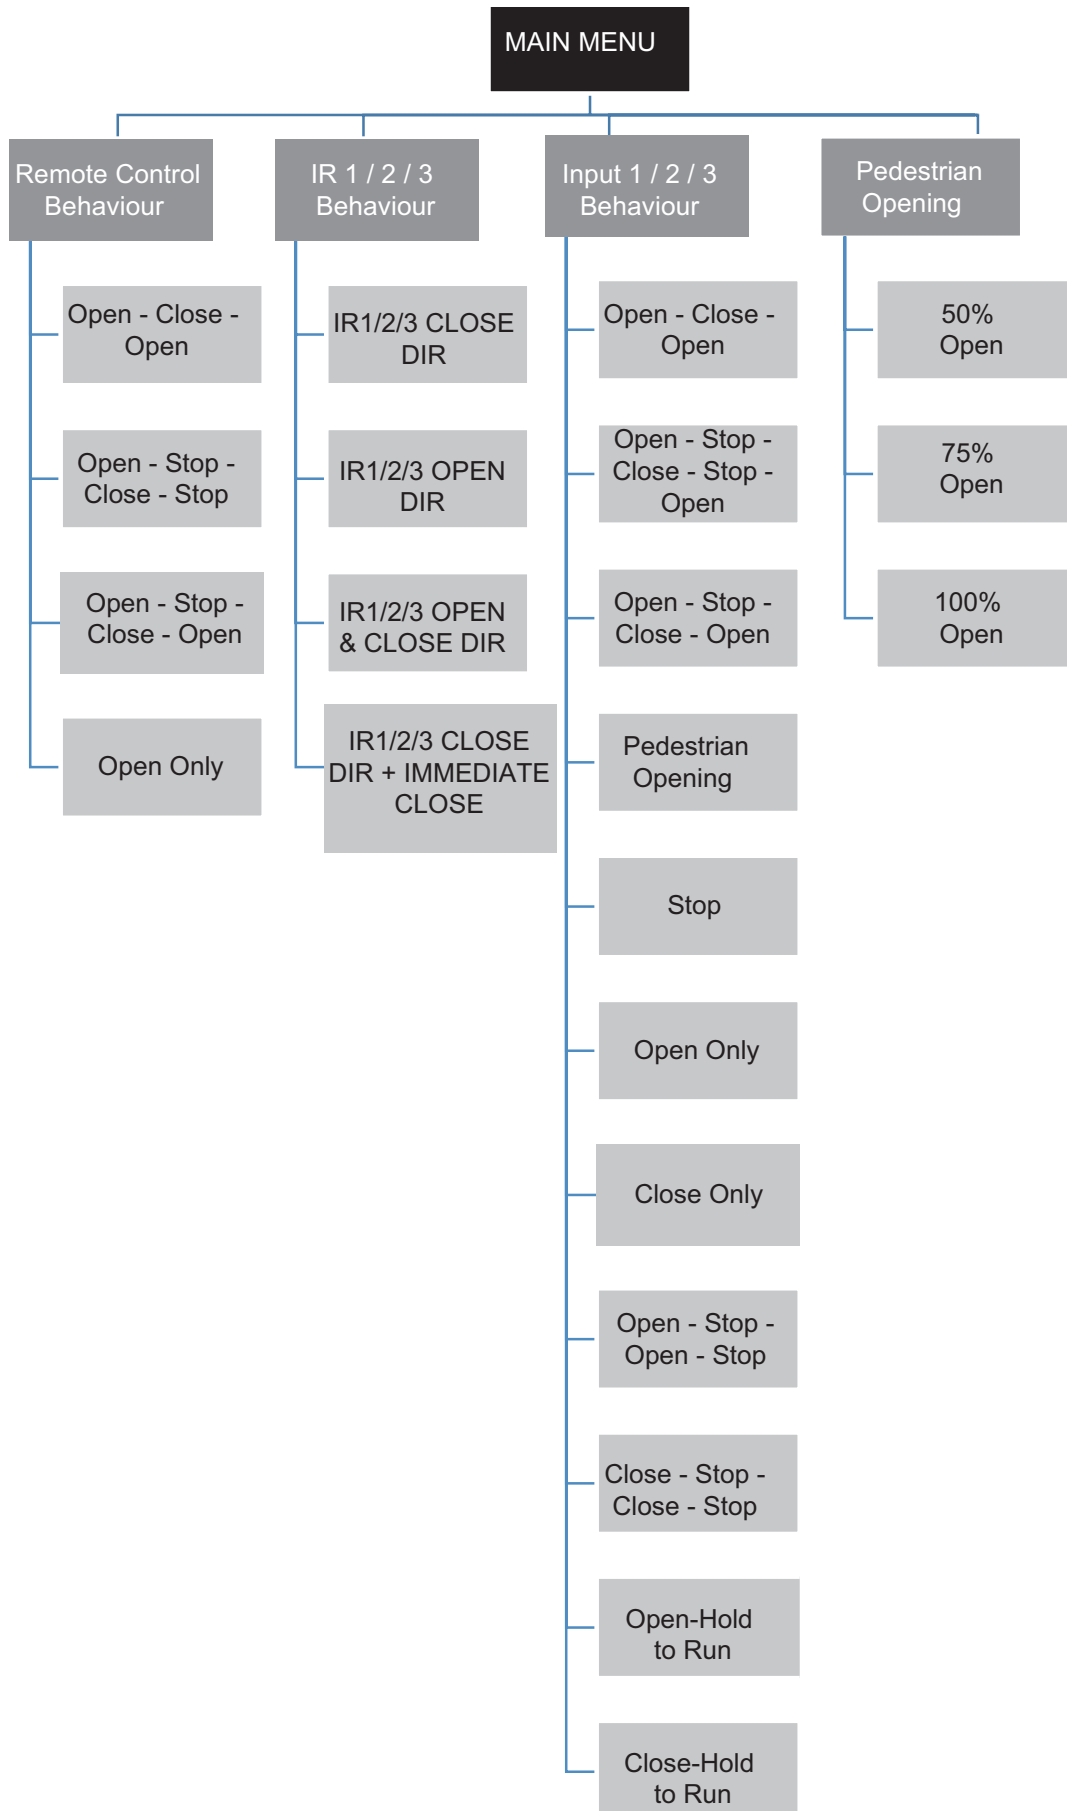 MAIN MENU
Remote Control
Behaviour
Open - Close -
Open
Open - Stop -
Close - Stop
Open - Stop -
Close - Open
Open Only
IR 1 / 2 / 3
Behaviour
IR1/2/3 CLOSE
DIR
IR1/2/3 OPEN
DIR
IR1/2/3 OPEN
& CLOSE DIR
IR1/2/3 CLOSE
DIR + IMMEDIATE
CLOSE
Input 1 / 2 / 3
Behaviour
Open - Close -
Open
Open - Stop -
Close - Stop -
Open
Open - Stop -
Close - Open
Pedestrian
Opening
Stop
Open Only
Close Only
Open - Stop -
Open - Stop
Close - Stop -
Close - Stop
Open-Hold
to Run
Close-Hold
to Run
Pedestrian
Opening
50%
Open
75%
Open
100%
Open